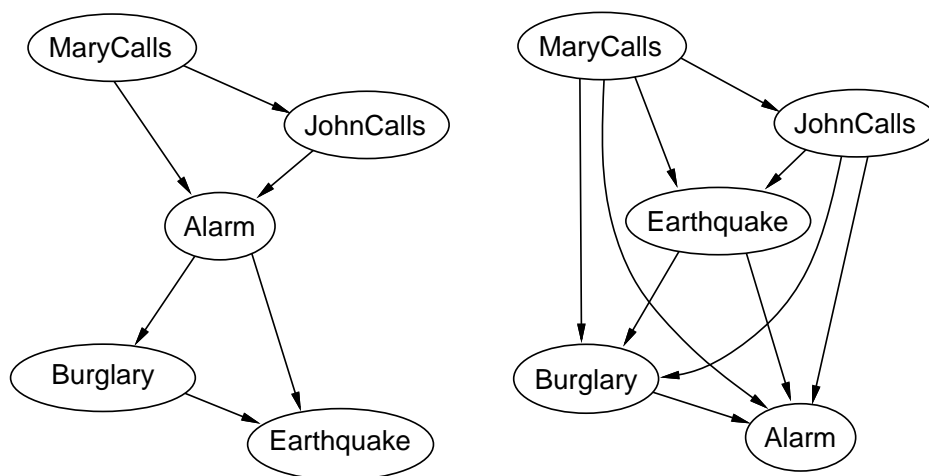 MaryCalls
JohnCalls
Alarm
Burglary
Earthquake
MaryCalls
JohnCalls
Earthquake
Burglary
Alarm